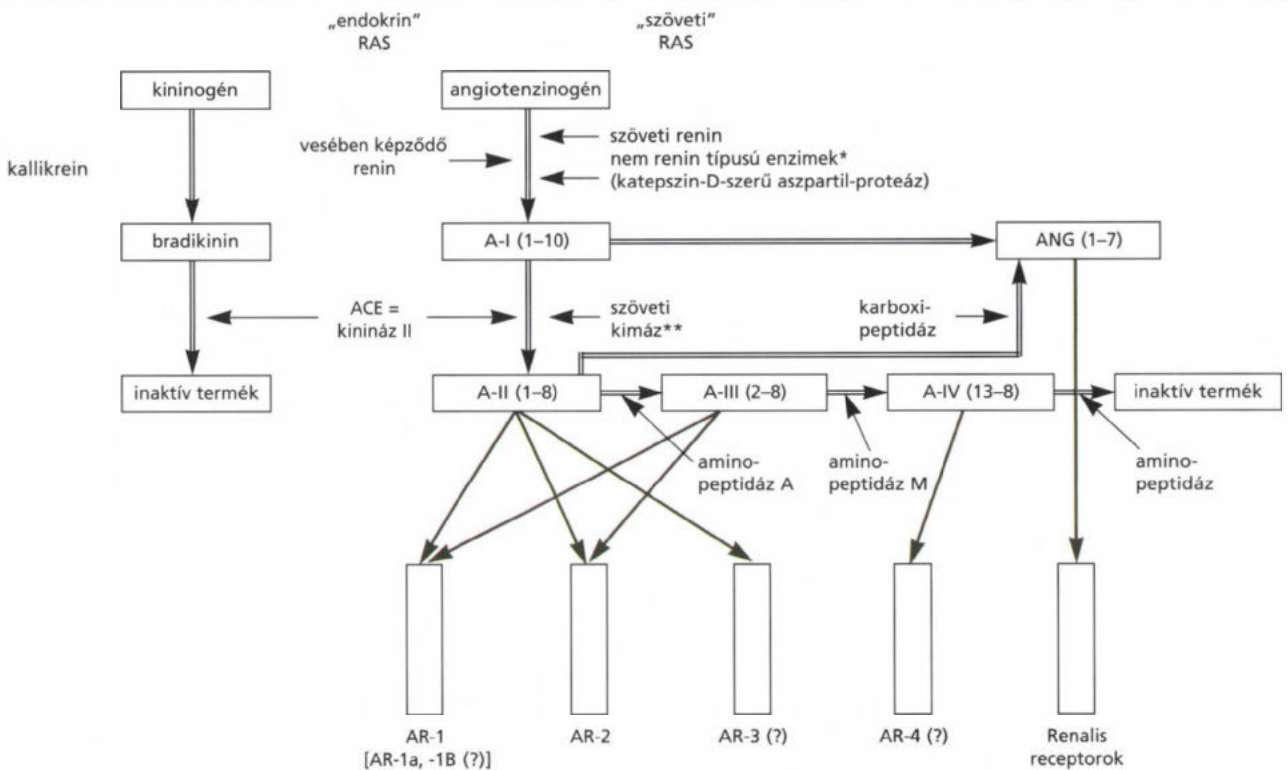 „endokrin”
RAS
„szöveti”
RAS
kininogén
angiotenzinogén
kallikrein
vesében képződő
renin
szöveti renin
nem renin típusú enzimek*
(katepszin-D-szerű aszpartil-proteáz)
bradikinin
A-I (1–10)
ANG (1–7)
ACE =
kinináz II
szöveti
kimáz**
karboxi-
peptidáz
inaktív termék
A-II (1–8)
A-III (2–8)
A-IV (13–8)
inaktív termék
amino-
peptidáz A
amino-
peptidáz M
amino-
peptidáz
AR-1
[AR-1a, -1B (?)]
AR-2
AR-3 (?)
AR-4 (?)
Renalis
receptorok